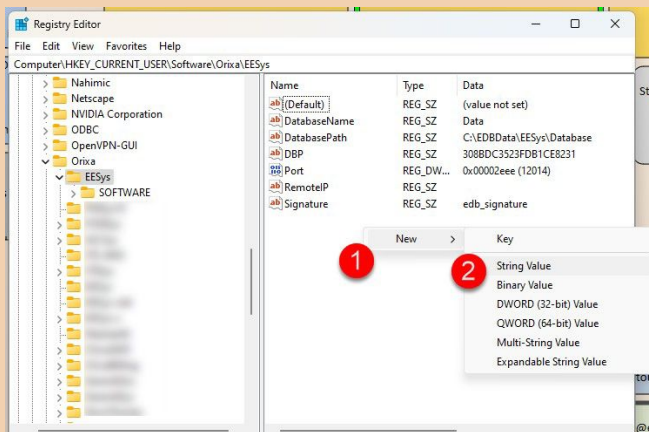 Registry Editor
File Edit View Favorites Help
Computer\HKEY_CURRENT_USER\Software\Orixa\EESys
Nahimic
Netscape
NVIDIA Corporation
ODBC
OpenVPN-GUI
Orixa
EESys
SOFTWARE
Name Type Data
(Default) REG_SZ (value not set)
DatabaseName REG_SZ Data
DatabasePath REG_SZ C:\EDBData\EESys\Database
DBP REG_SZ 308BDC3523FDB1CE8231
Port REG_DW... 0x00002eee (12014)
RemoteIP REG_SZ
Signature REG_SZ edb_signature
1
New
2
Key
String Value
Binary Value
DWORD (32-bit) Value
QWORD (64-bit) Value
Multi-String Value
Expandable String Value